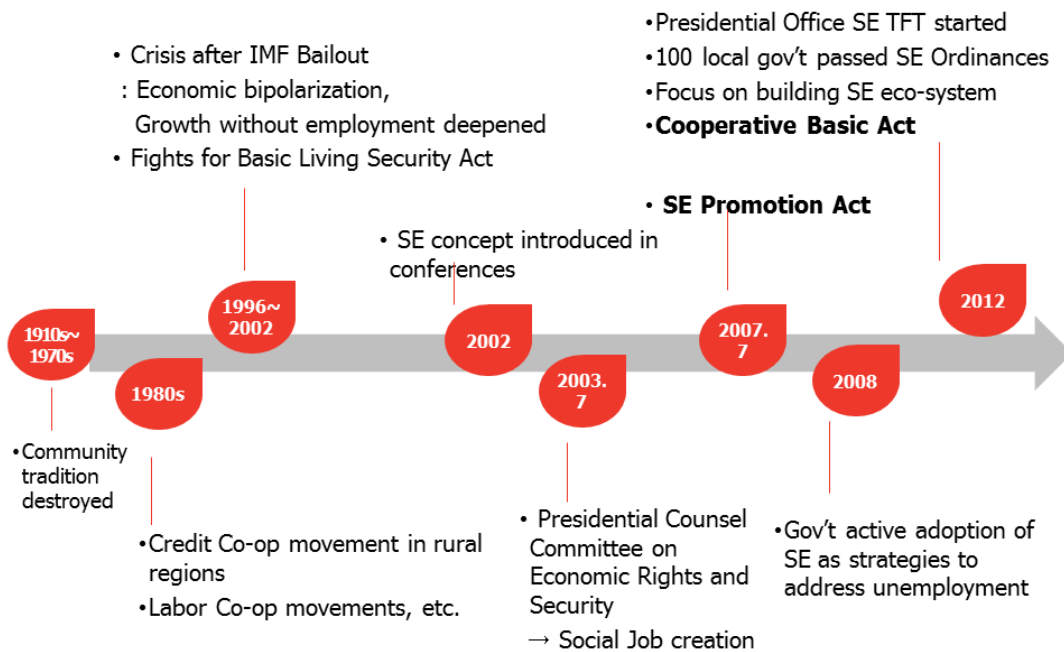 • Crisis after IMF Bailout
: Economic bipolarization,
Growth without employment deepened
• Fights for Basic Living Security Act
•Presidential Office SE TFT started
•100 local gov't passed SE Ordinances
•Focus on building SE eco-system
•Cooperative Basic Act
• SE Promotion Act
• SE concept introduced in
conferences
1910s~
1970s
1980s
1996~
2002
2002
2003.
7
2007.
7
2008
2012
•Community
tradition
destroyed
•Credit Co-op movement in rural
regions
•Labor Co-op movements, etc.
• Presidential Counsel
Committee on
Economic Rights and
Security
→ Social Job creation
•Gov't active adoption of
SE as strategies to
address unemployment